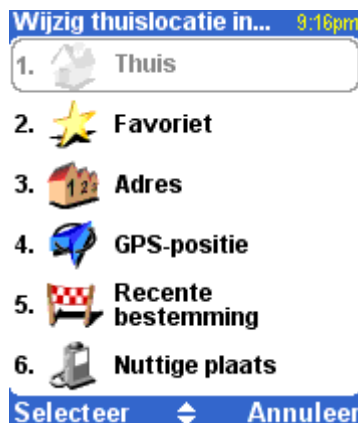 Wijzig thuislocatie in... 9:16pm
1. Thuis
2. Favoriet
3. Adres
123
4. GPS-positie
5. Recente
bestemming
6. Nuttige plaats
Selecteer Annuleer